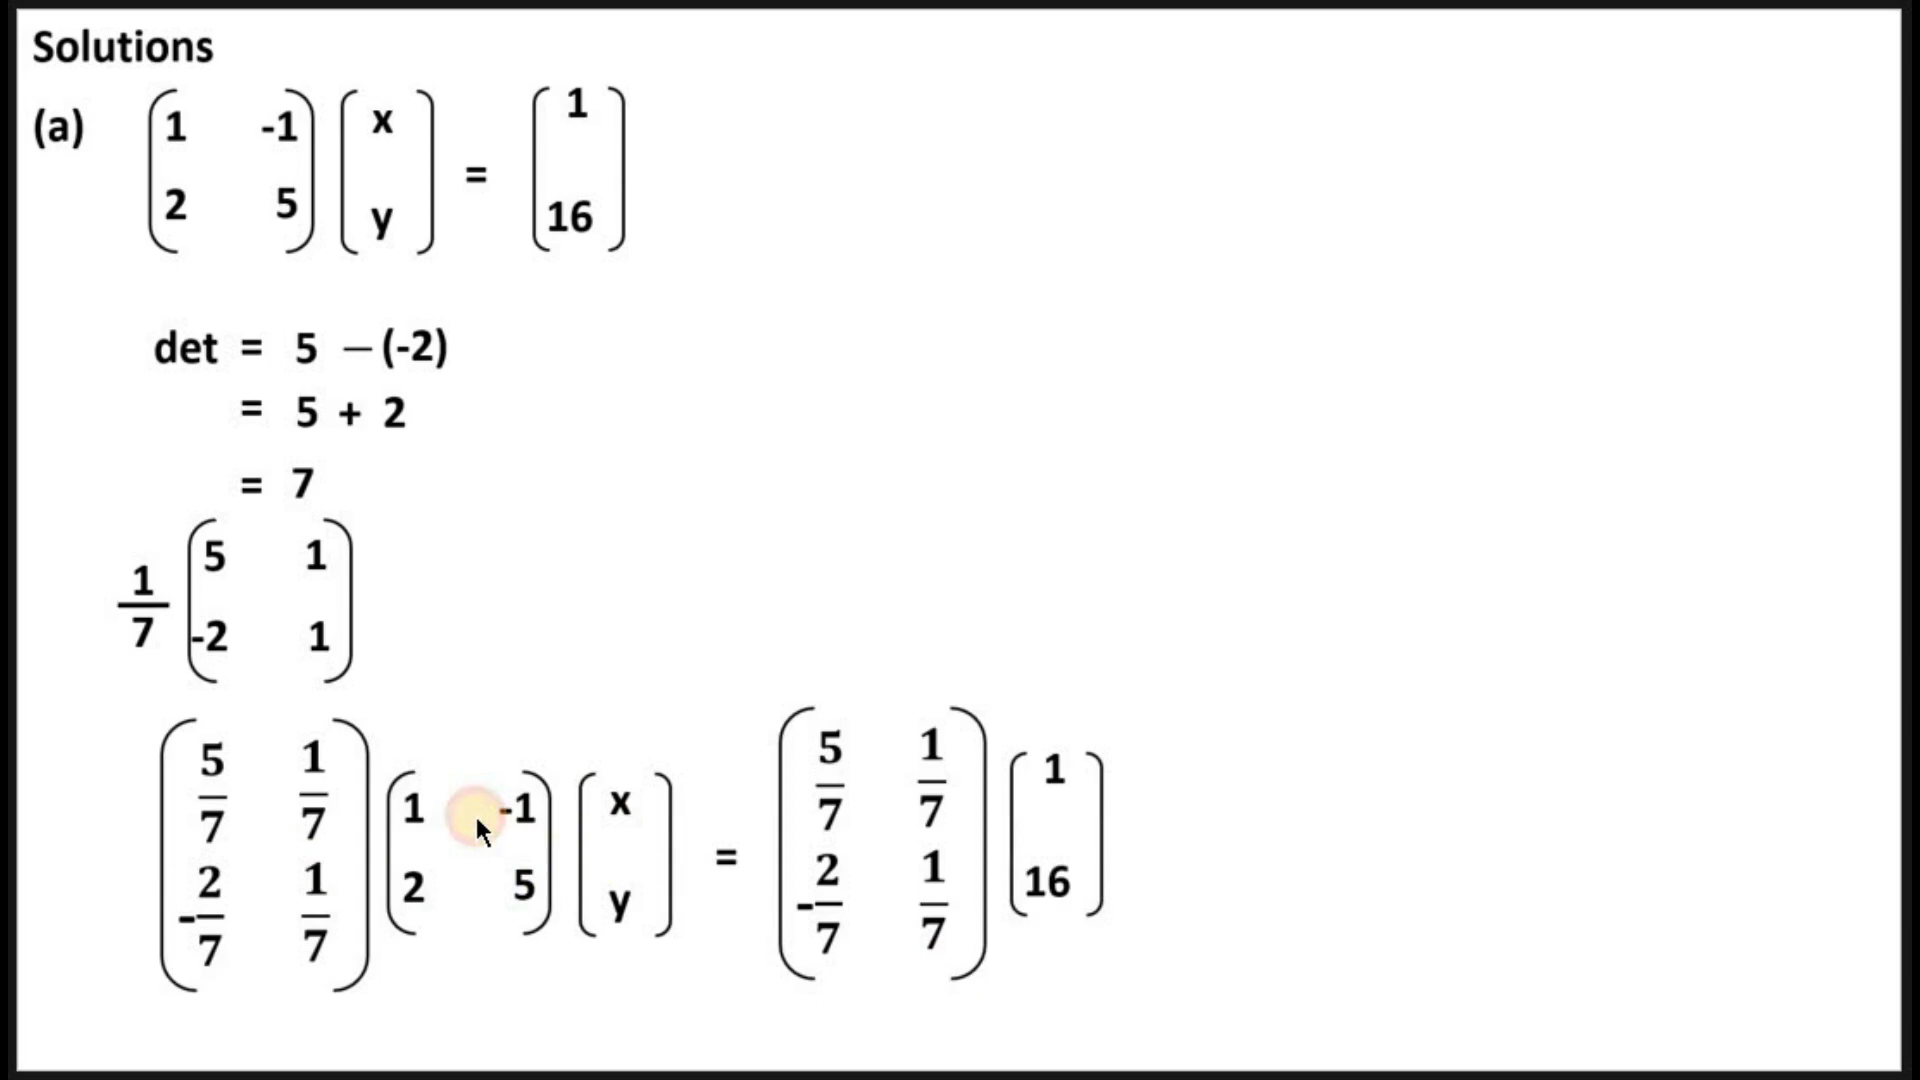 Solutions
(a) ( 1 -1 ) ( x ) = ( 1 )
( 2 5 ) ( y ) ( 16 )
det = 5 – (-2)
= 5 + 2
= 7
1/7 ( 5 1 )
( -2 1 )
( 5/7 1/7 ) ( 1 -1 ) ( x ) = ( 5/7 1/7 ) ( 1 )
( -2/7 1/7 ) ( 2 5 ) ( y ) ( -2/7 1/7 ) ( 16 )